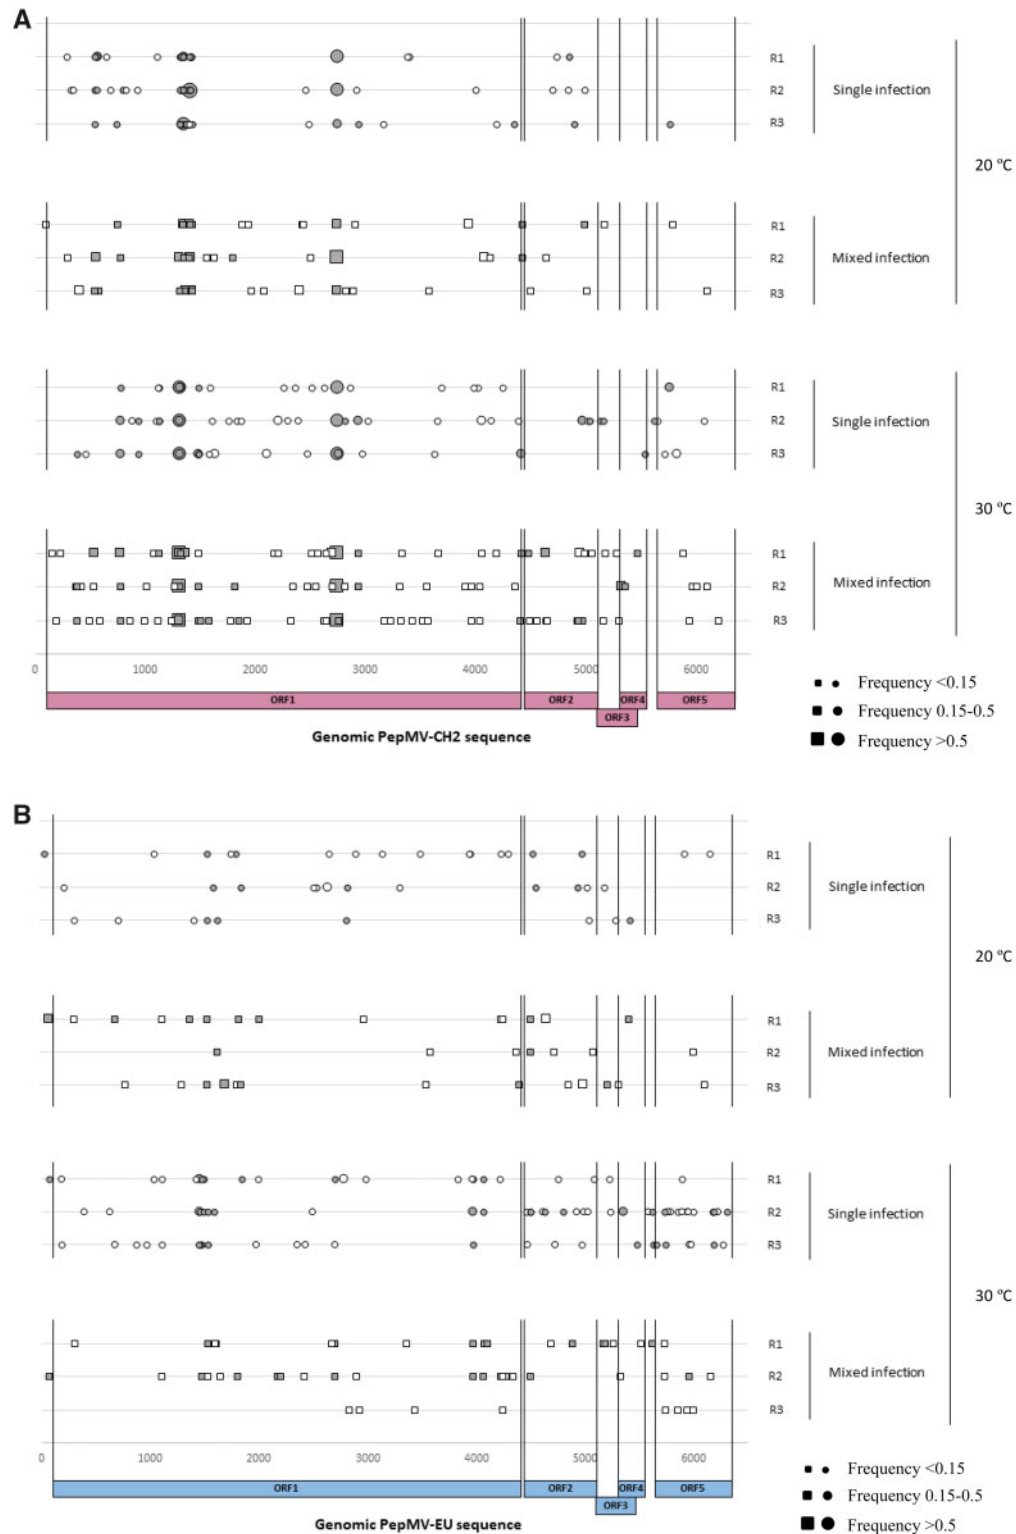 A
R1
R2
R3
Single infection
20 ºC
R1
R2
R3
Mixed infection
R1
R2
R3
Single infection
30 ºC
R1
R2
R3
Mixed infection
0 1000 2000 3000 4000 5000 6000
ORF1 ORF2 ORF4 ORF5
ORF3
Genomic PepMV-CH2 sequence
Frequency <0.15
Frequency 0.15-0.5
Frequency >0.5
B
R1
R2
R3
Single infection
20 ºC
R1
R2
R3
Mixed infection
R1
R2
R3
Single infection
30 ºC
R1
R2
R3
Mixed infection
0 1000 2000 3000 4000 5000 6000
ORF1 ORF2 ORF4 ORF5
ORF3
Genomic PepMV-EU sequence
Frequency <0.15
Frequency 0.15-0.5
Frequency >0.5